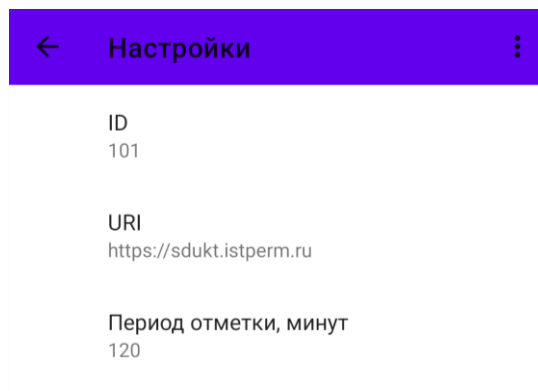 Настройки
ID
101
URI
https://sdukt.istperm.ru
Период отметки, минут
120